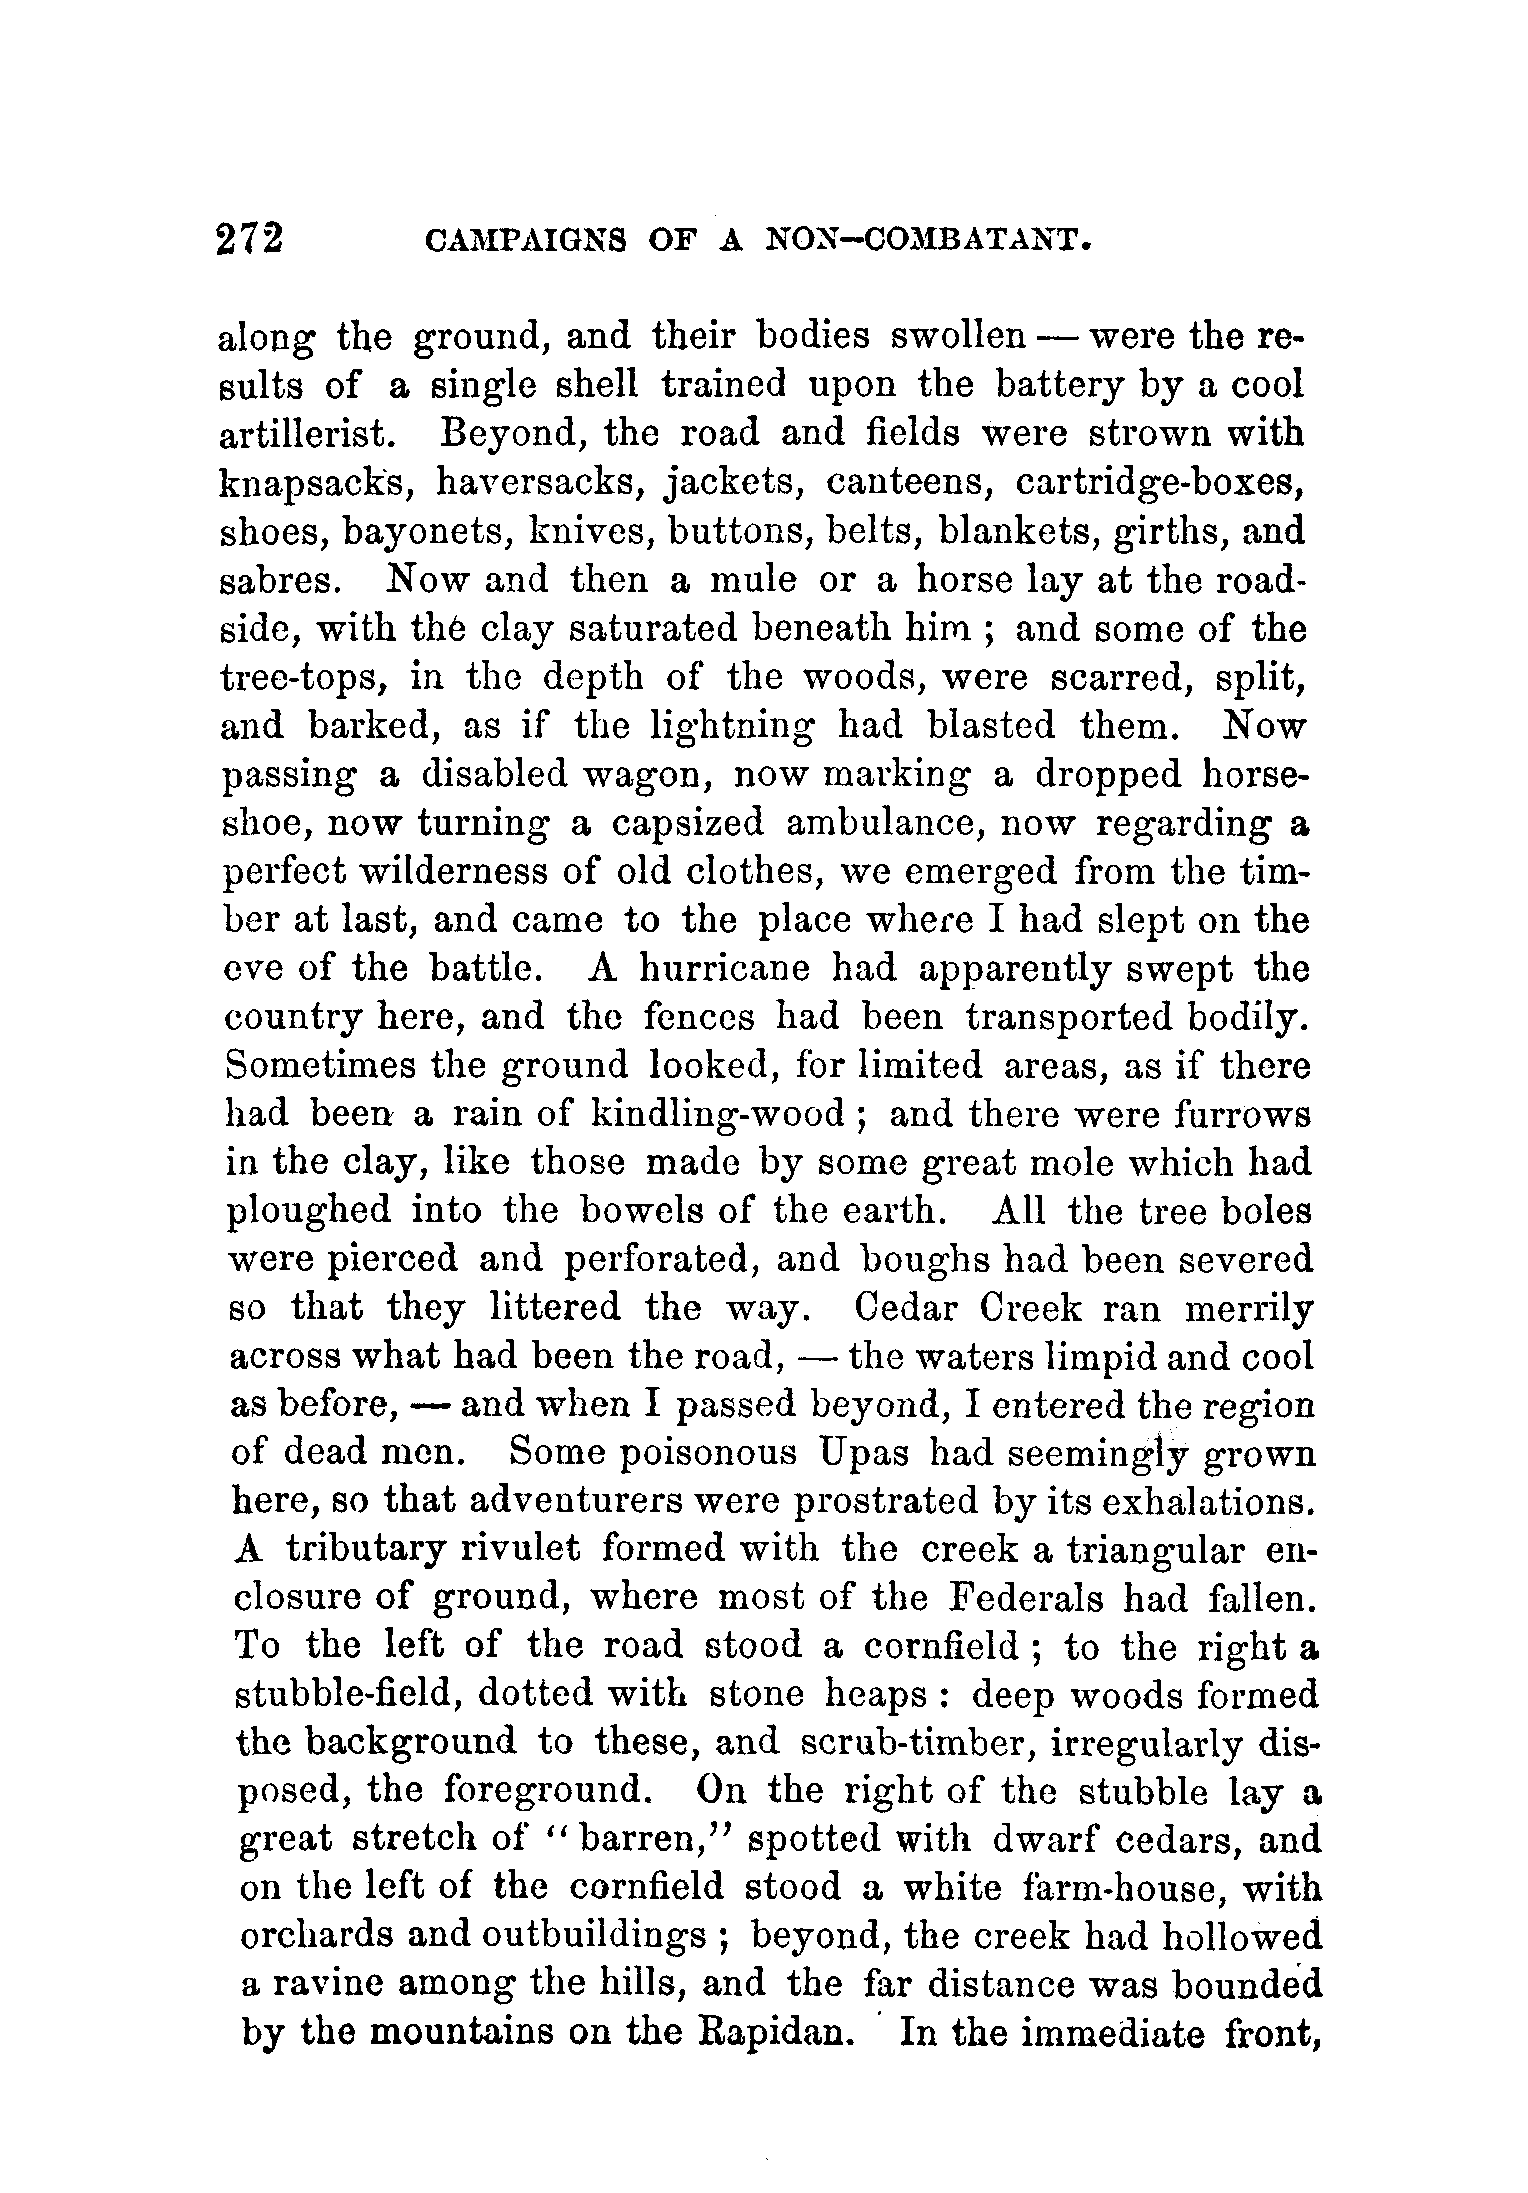 272 CAMPAIGNS OF A NON-COMBATANT.
along the ground, and their bodies swollen — were the re-
sults of a single shell trained upon the battery by a cool
artillerist. Beyond, the road and fields were strown with
knapsacks, haversacks, jackets, canteens, cartridge-boxes,
shoes, bayonets, knives, buttons, belts, blankets, girths, and
sabres. Now and then a mule or a horse lay at the road-
side, with the clay saturated beneath him ; and some of the
tree-tops, in the depth of the woods, were scarred, split,
and barked, as if the lightning had blasted them. Now
passing a disabled wagon, now marking a dropped horse-
shoe, now turning a capsized ambulance, now regarding a
perfect wilderness of old clothes, we emerged from the tim-
ber at last, and came to the place where I had slept on the
eve of the battle. A hurricane had apparently swept the
country here, and the fences had been transported bodily.
Sometimes the ground looked, for limited areas, as if there
had been a rain of kindling-wood ; and there were furrows
in the clay, like those made by some great mole which had
ploughed into the bowels of the earth. All the tree boles
were pierced and perforated, and boughs had been severed
so that they littered the way. Cedar Creek ran merrily
across what had been the road, — the waters limpid and cool
as before, — and when I passed beyond, I entered the region
of dead men. Some poisonous Upas had seemingly grown
here, so that adventurers were prostrated by its exhalations.
A tributary rivulet formed with the creek a triangular en-
closure of ground, where most of the Federals had fallen.
To the left of the road stood a cornfield ; to the right a
stubble-field, dotted with stone heaps : deep woods formed
the background to these, and scrub-timber, irregularly dis-
posed, the foreground. On the right of the stubble lay a
great stretch of “ barren,” spotted with dwarf cedars, and
on the left of the cornfield stood a white farm-house, with
orchards and outbuildings ; beyond, the creek had hollowed
a ravine among the hills, and the far distance was bounded
by the mountains on the Rapidan. In the immediate front,